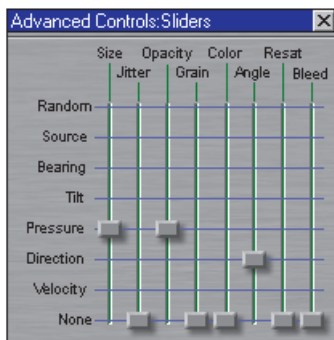 Advanced Controls:Sliders
Size Opacity Color Resat
Jitter Grain Angle Bleed
Random
Source
Bearing
Tilt
Pressure
Direction
Velocity
None